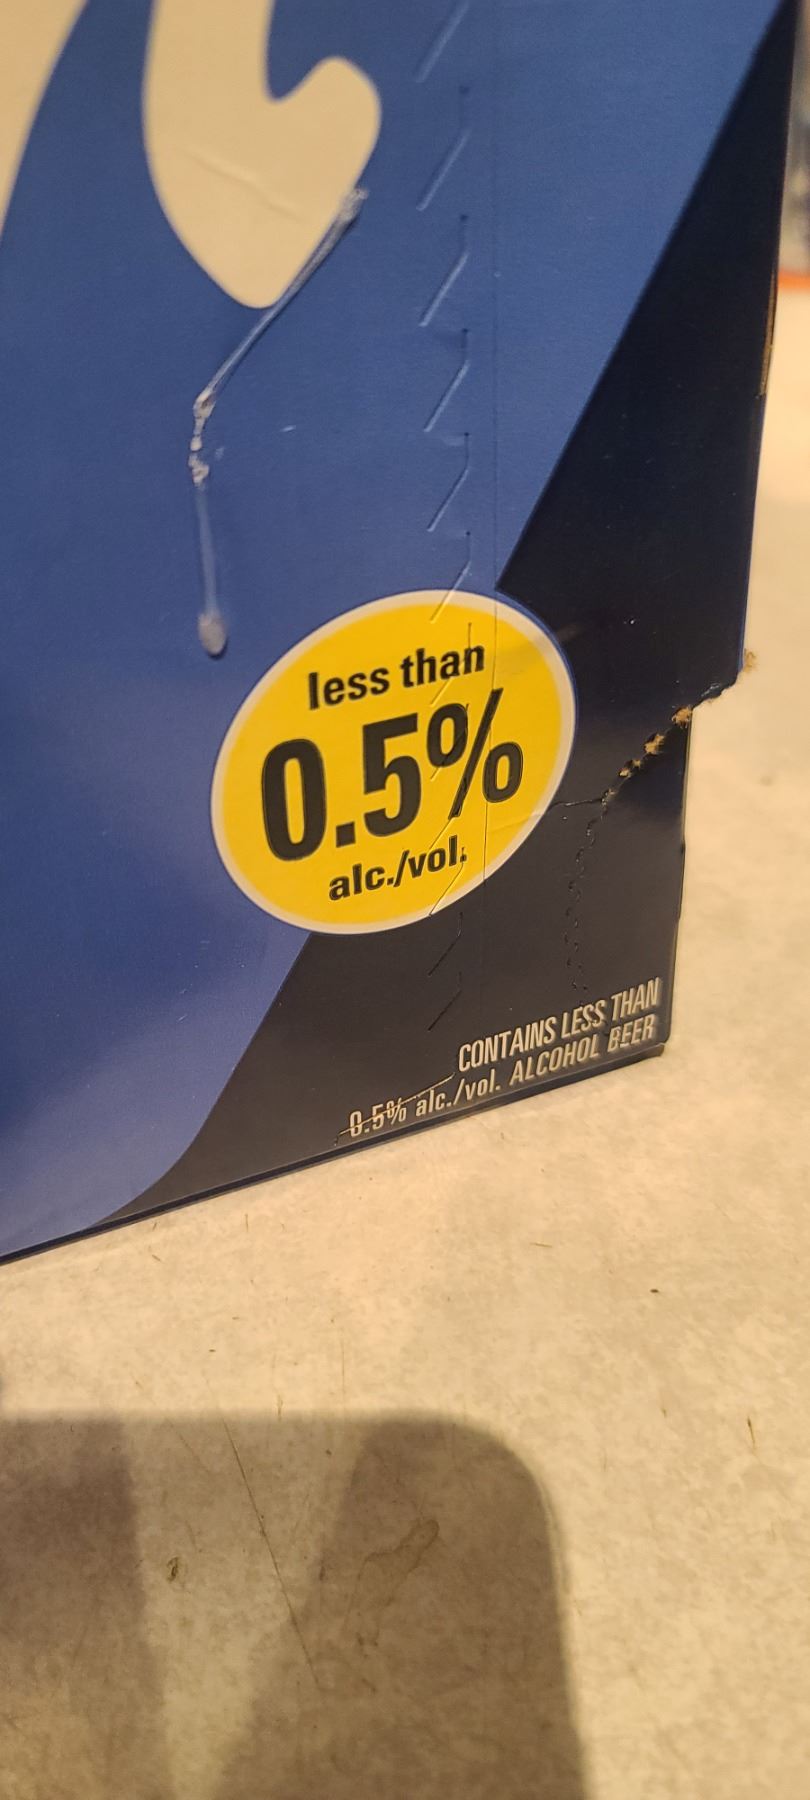 less than
0.5%
alc./vol.
CONTAINS LESS THAN
0.5% alc./vol. ALCOHOL BEER